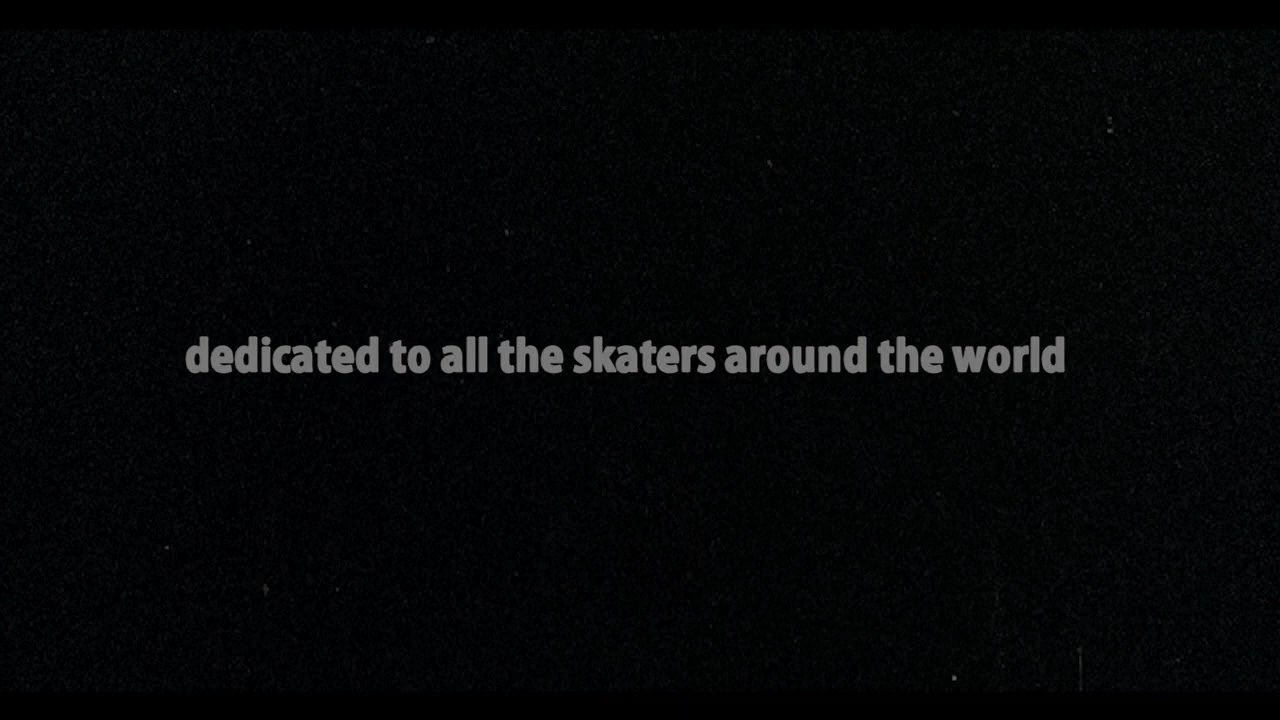 dedicated to all the skaters around the world